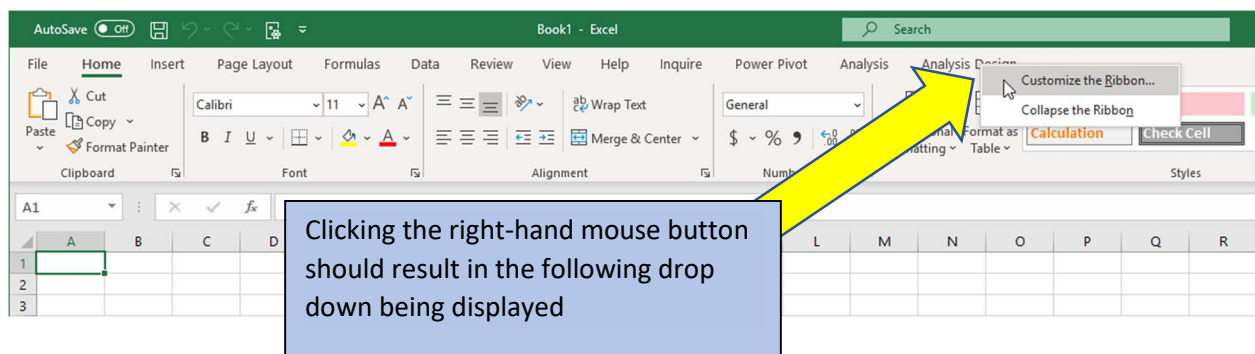 AutoSave Off Book1 - Excel Search
File Home Insert Page Layout Formulas Data Review View Help Inquire Power Pivot Analysis Analysis Design
Customize the Ribbon...
Collapse the Ribbon
Cut
Copy
Format Painter
Paste
Calibri 11
B I U
Wrap Text
Merge & Center
General
$ % 9
Format as
Table
Calculation Check Cell
Clipboard Font Alignment Styles
A1 fx
A B C D L M N O P Q R
1
2
3
Clicking the right-hand mouse button
should result in the following drop
down being displayed